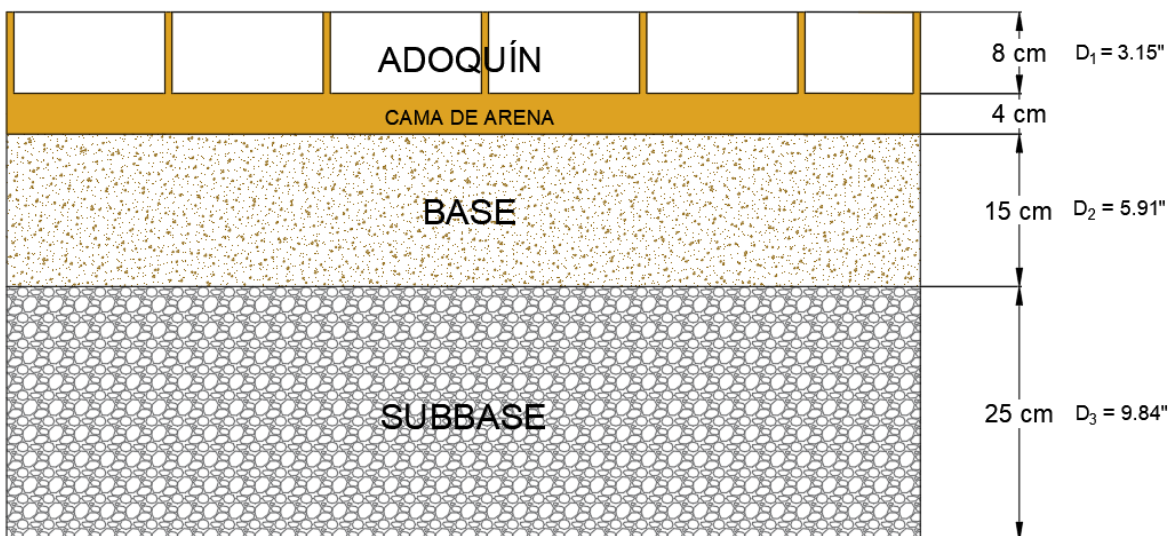 ADOQUÍN
8 cm D₁ = 3.15"
CAMA DE ARENA
4 cm
BASE
15 cm D₂ = 5.91"
SUBBASE
25 cm D₃ = 9.84"